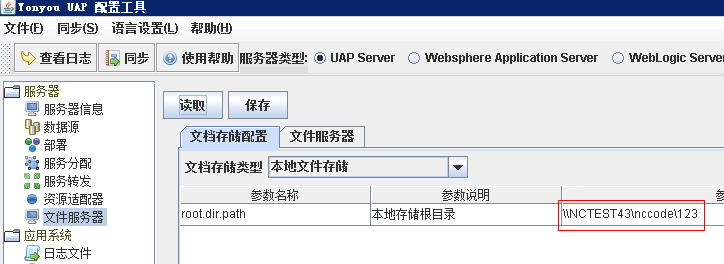 Yonyou UAP 配置工具
文件(F) 同步(S) 语言设置(L) 帮助(H)
查看日志 同步 使用帮助 服务器类型: UAP Server Websphere Application Server WebLogic Server
服务器
服务器信息
数据源
部署
服务分配
服务转发
资源适配器
文件服务器
应用系统
日志文件
读取 保存
文档存储配置 文件服务器
文档存储类型 本地文件存储
参数名称 参数说明 参
root.dir.path 本地存储根目录 \\NCTEST43\nccode\123